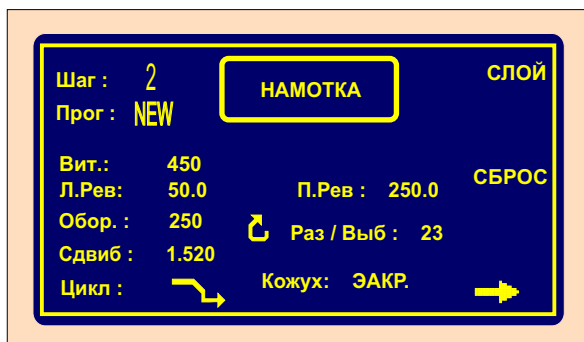 Шаг : 2
НАМОТКА
СЛОЙ
Прог : NEW
Вит.: 450
Л.Рев: 50.0 П.Рев : 250.0
СБРОС
Обор. : 250 Раз / Выб : 23
Сдвиб : 1.520
Цикл : Кожух: ЭАКР.